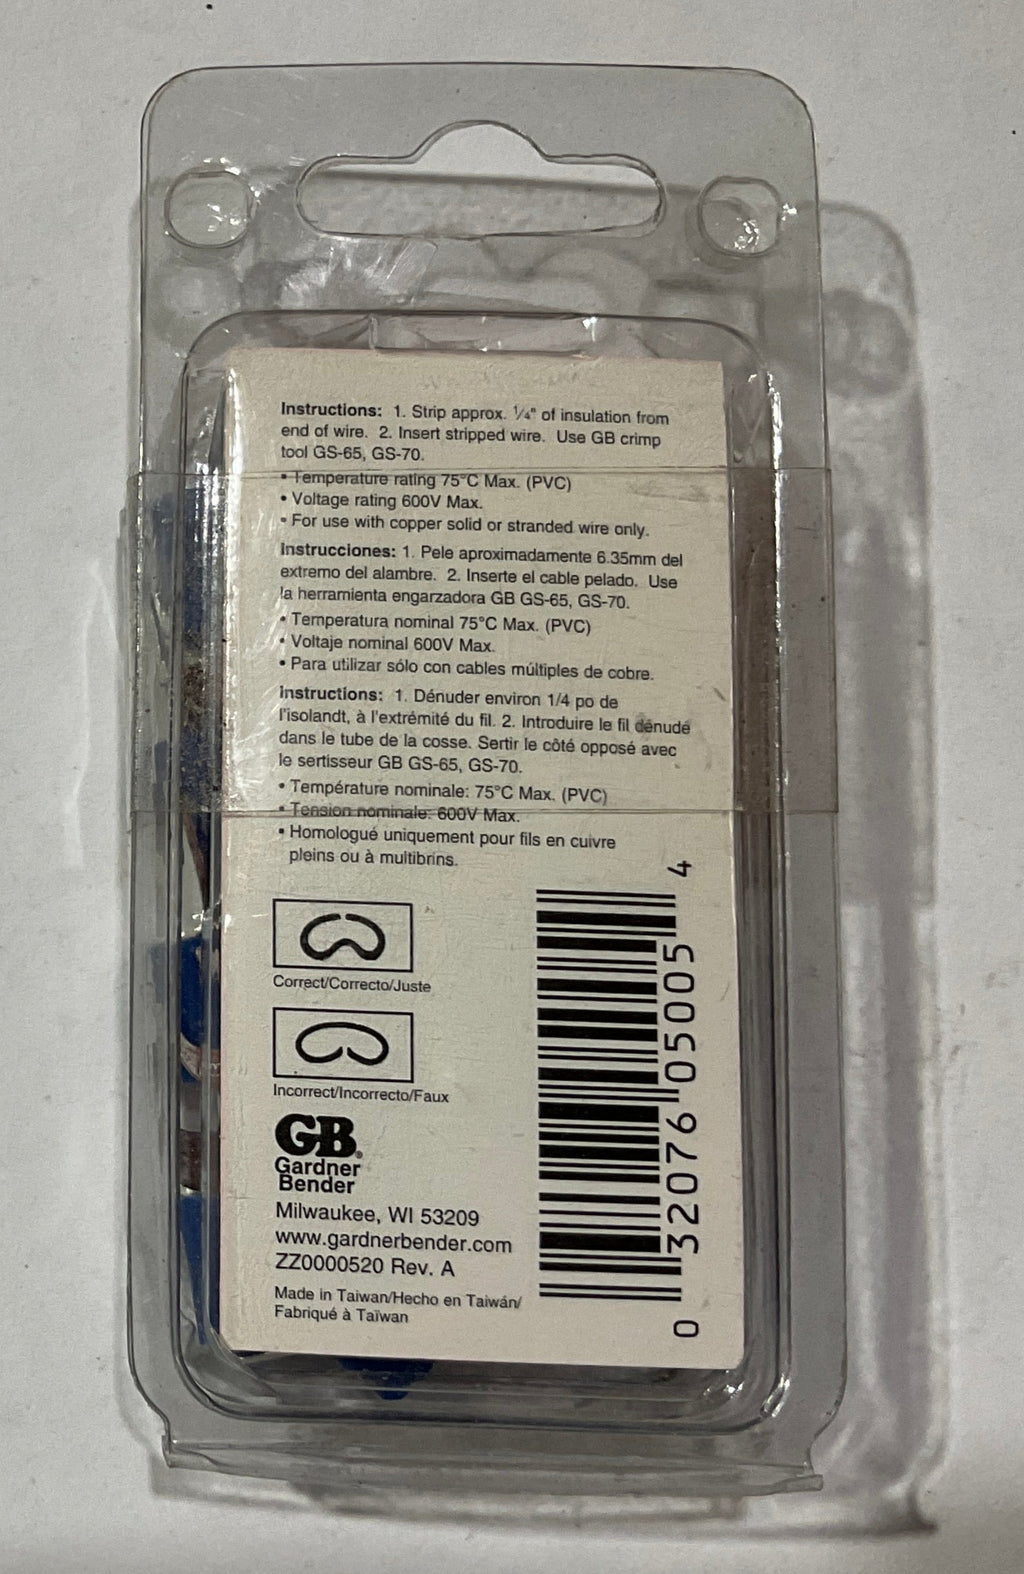 Instructions: 1. Strip approx. 1/4" of insulation from
end of wire. 2. Insert stripped wire. Use GB crimp
tool GS-65, GS-70.
• Temperature rating 75°C Max. (PVC)
• Voltage rating 600V Max.
• For use with copper solid or stranded wire only.
Instrucciones: 1. Pele aproximadamente 6.35mm del
extremo del alambre. 2. Inserte el cable pelado. Use
la herramienta engarzadora GB GS-65, GS-70.
• Temperatura nominal 75°C Max. (PVC)
• Voltaje nominal 600V Max.
• Para utilizar sólo con cables múltiples de cobre.
Instructions: 1. Dénuder environ 1/4 po de
l'isolandt, à l'extrémité du fil. 2. Introduire le fil dénudé
dans le tube de la cosse. Sertir le côté opposé avec
le sertisseur GB GS-65, GS-70.
• Température nominale: 75°C Max. (PVC)
• Tension nominale: 600V Max.
• Homologué uniquement pour fils en cuivre
pleins ou à multibrins.
Correct/Correcto/Juste
Incorrect/Incorrecto/Faux
GB®
Gardner
Bender
Milwaukee, WI 53209
www.gardnerbender.com
ZZ0000520 Rev. A
Made in Taiwan/Hecho en Taiwán/
Fabriqué à Taïwan
0 32076 05005 4